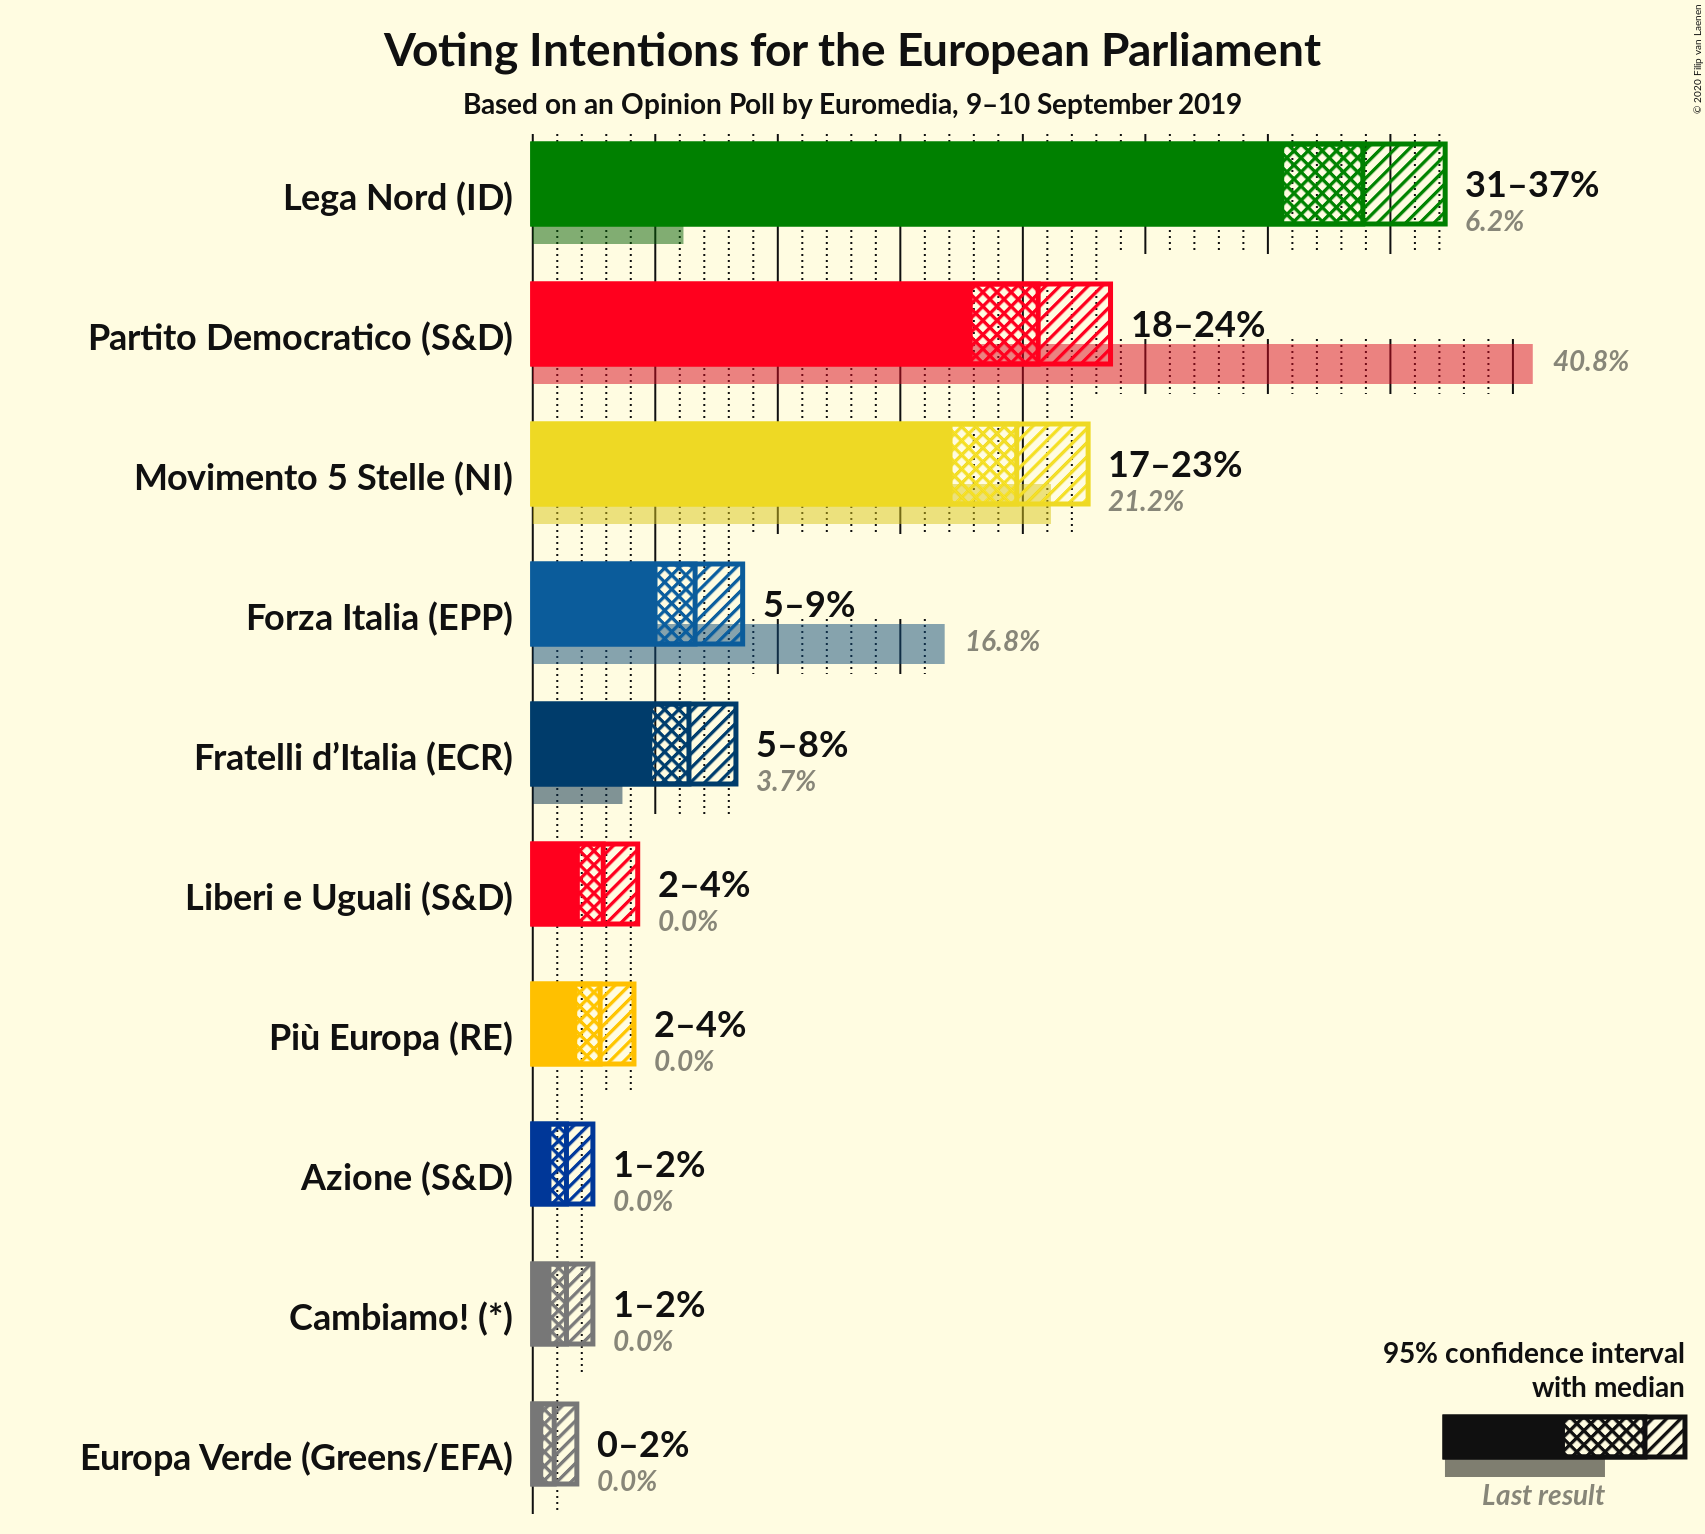 Voting Intentions for the European Parliament
Based on an Opinion Poll by Euromedia, 9–10 September 2019
© 2020 Filip van Laenen
Lega Nord (ID)
31–37%
6.2%
Partito Democratico (S&D)
18–24%
40.8%
Movimento 5 Stelle (NI)
17–23%
21.2%
Forza Italia (EPP)
5–9%
16.8%
Fratelli d’Italia (ECR)
5–8%
3.7%
Liberi e Uguali (S&D)
2–4%
0.0%
Più Europa (RE)
2–4%
0.0%
Azione (S&D)
1–2%
0.0%
Cambiamo! (*)
1–2%
0.0%
Europa Verde (Greens/EFA)
0–2%
0.0%
95% confidence interval
with median
Last result